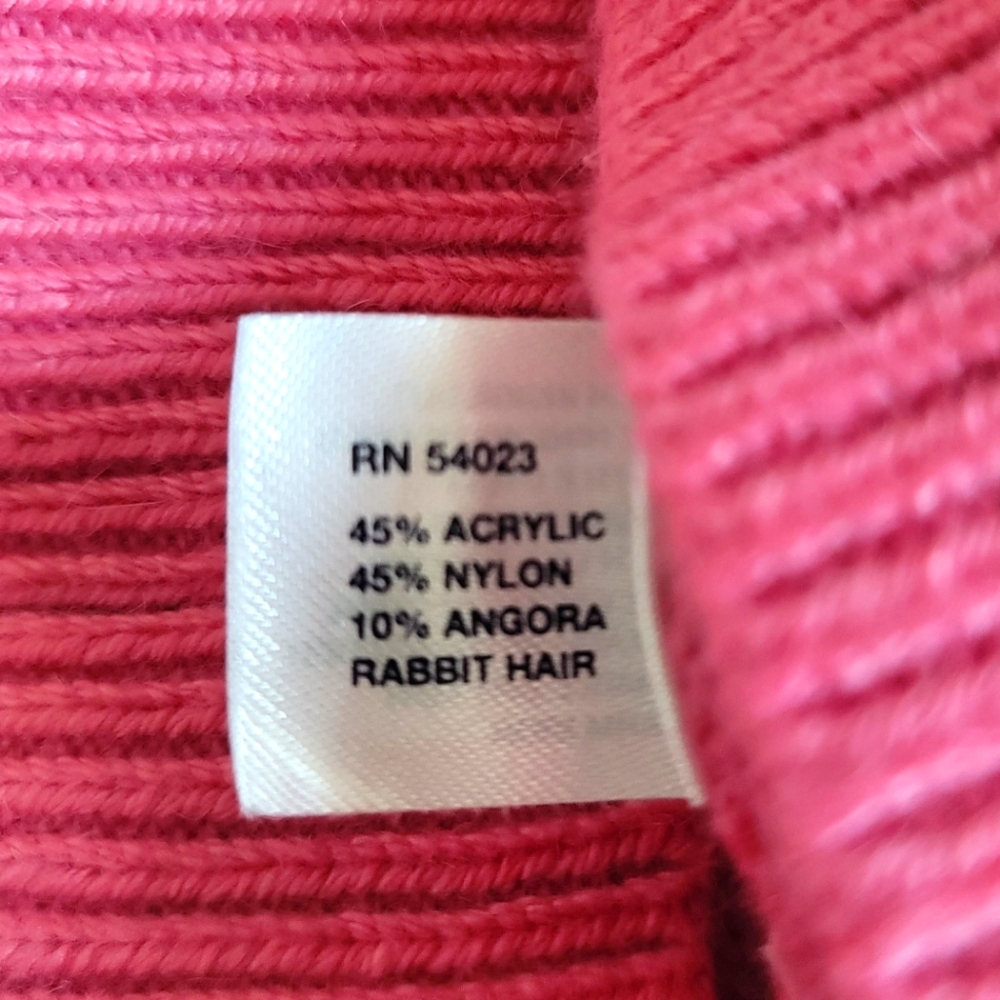 RN 54023
45% ACRYLIC
45% NYLON
10% ANGORA
RABBIT HAIR